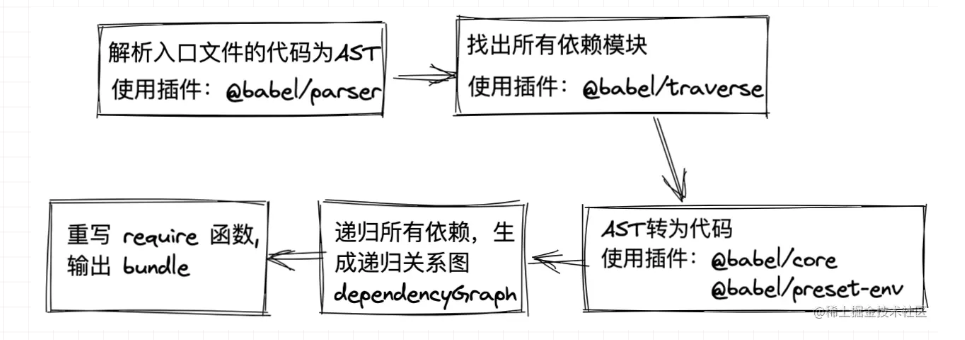 解析入口文件的代码为AST
使用插件：@babel/parser
找出所有依赖模块
使用插件：@babel/traverse
AST转为代码
使用插件：@babel/core
@babel/preset-env
递归所有依赖，生
成递归关系图
dependencyGraph
重写 require 函数,
输出 bundle
@稀土掘金技术社区